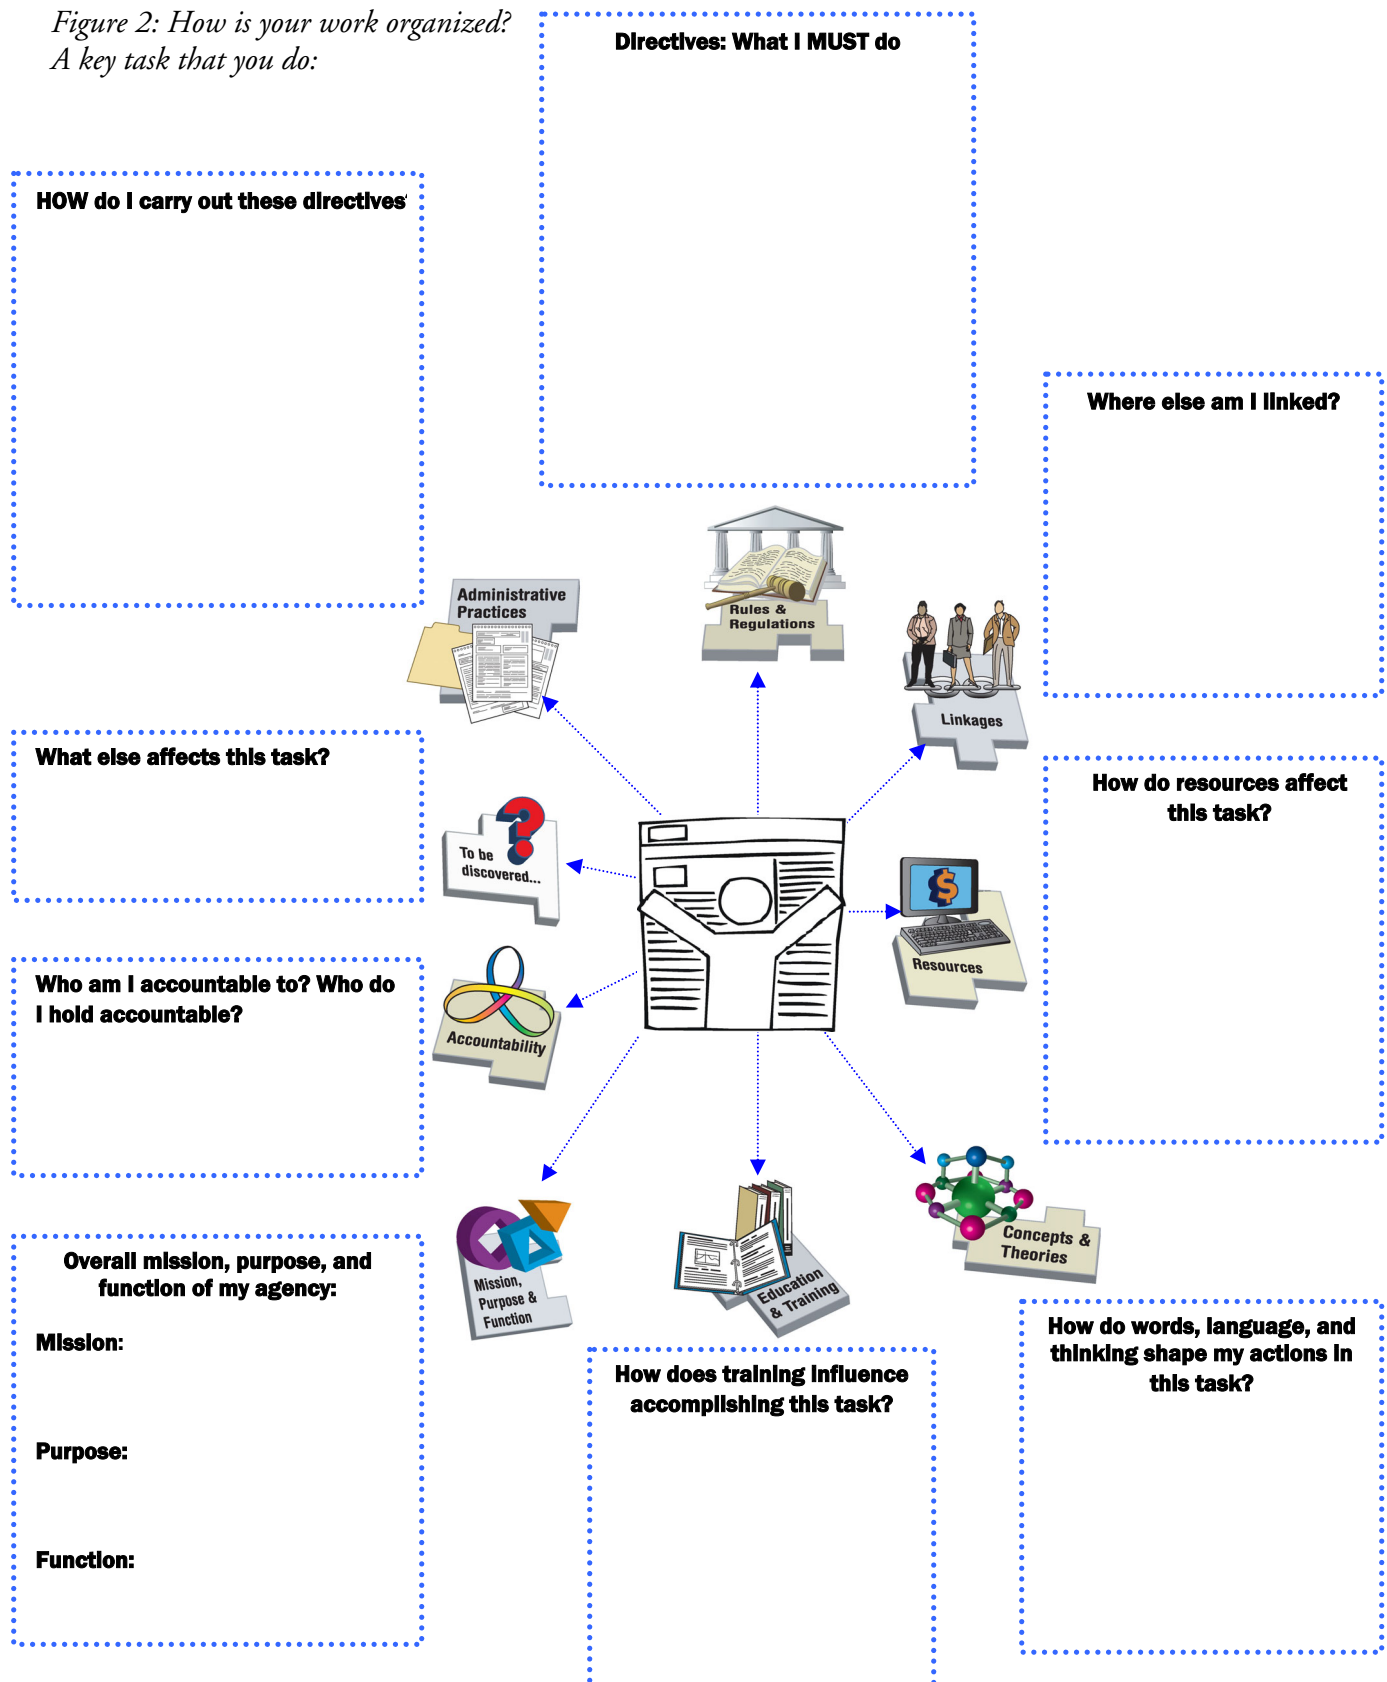 Figure 2: How is your work organized?
A key task that you do:
Directives: What I MUST do
HOW do I carry out these directives'
Where else am I linked?
Administrative
Practices
Rules &
Regulations
Linkages
What else affects this task?
How do resources affect
this task?
To be
discovered...
Resources
Who am I accountable to? Who do
I hold accountable?
Accountability
Concepts &
Theories
Mission,
Purpose &
Function
Education
& Training
Overall mission, purpose, and
function of my agency:
Mission:
Purpose:
Function:
How does training influence
accomplishing this task?
How do words, language, and
thinking shape my actions in
this task?